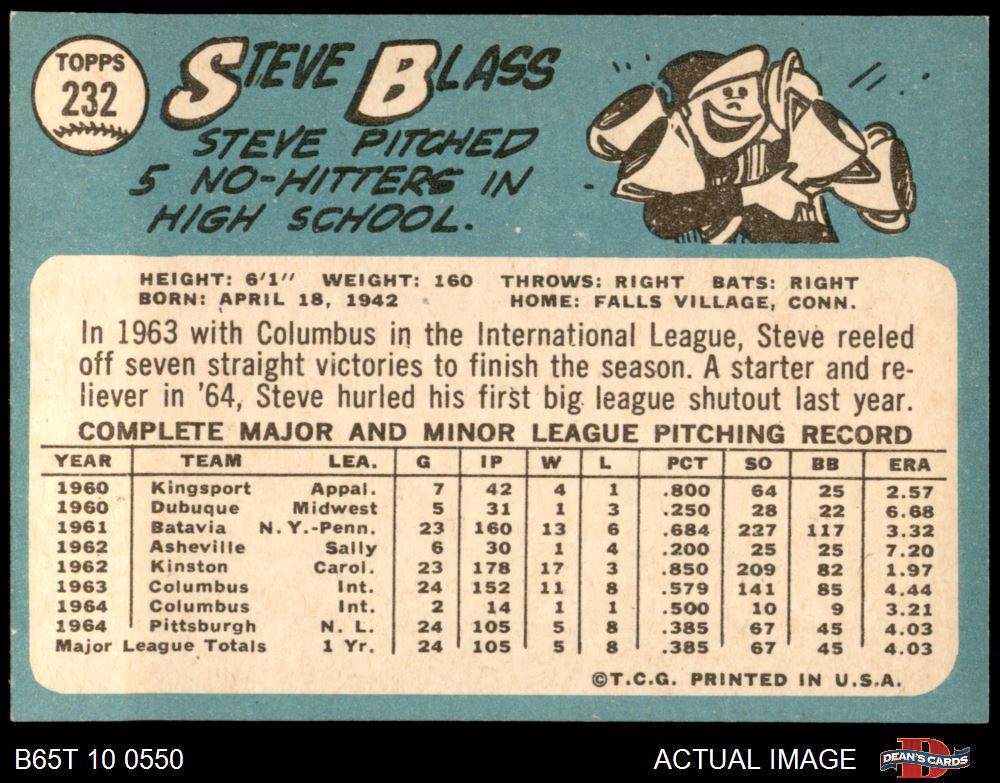 TOPPS
232
STEVE BLASS
STEVE PITCHED
5 NO-HITTERS IN
HIGH SCHOOL.
HEIGHT: 6'1" WEIGHT: 160 THROWS: RIGHT BATS: RIGHT
BORN: APRIL 18, 1942 HOME: FALLS VILLAGE, CONN.
In 1963 with Columbus in the International League, Steve reeled
off seven straight victories to finish the season. A starter and re-
liever in '64, Steve hurled his first big league shutout last year.
COMPLETE MAJOR AND MINOR LEAGUE PITCHING RECORD
YEAR TEAM LEA. G IP W L PCT SO BB ERA
1960 Kingsport Appal. 7 42 4 1 .800 64 25 2.57
1960 Dubuque Midwest 5 31 1 3 .250 28 22 6.68
1961 Batavia N.Y.-Penn. 23 160 13 6 .684 227 117 3.32
1962 Asheville Sally 6 30 1 4 .200 25 25 7.20
1962 Kinston Carol. 23 178 17 3 .850 209 82 1.97
1963 Columbus Int. 24 152 11 8 .579 141 85 4.44
1964 Columbus Int. 2 14 1 1 .500 10 9 3.21
1964 Pittsburgh N. L. 24 105 5 8 .385 67 45 4.03
Major League Totals 1 Yr. 24 105 5 8 .385 67 45 4.03
©T.C.G. PRINTED IN U.S.A.
B65T 10 0550 ACTUAL IMAGE DEAN'S CARDS